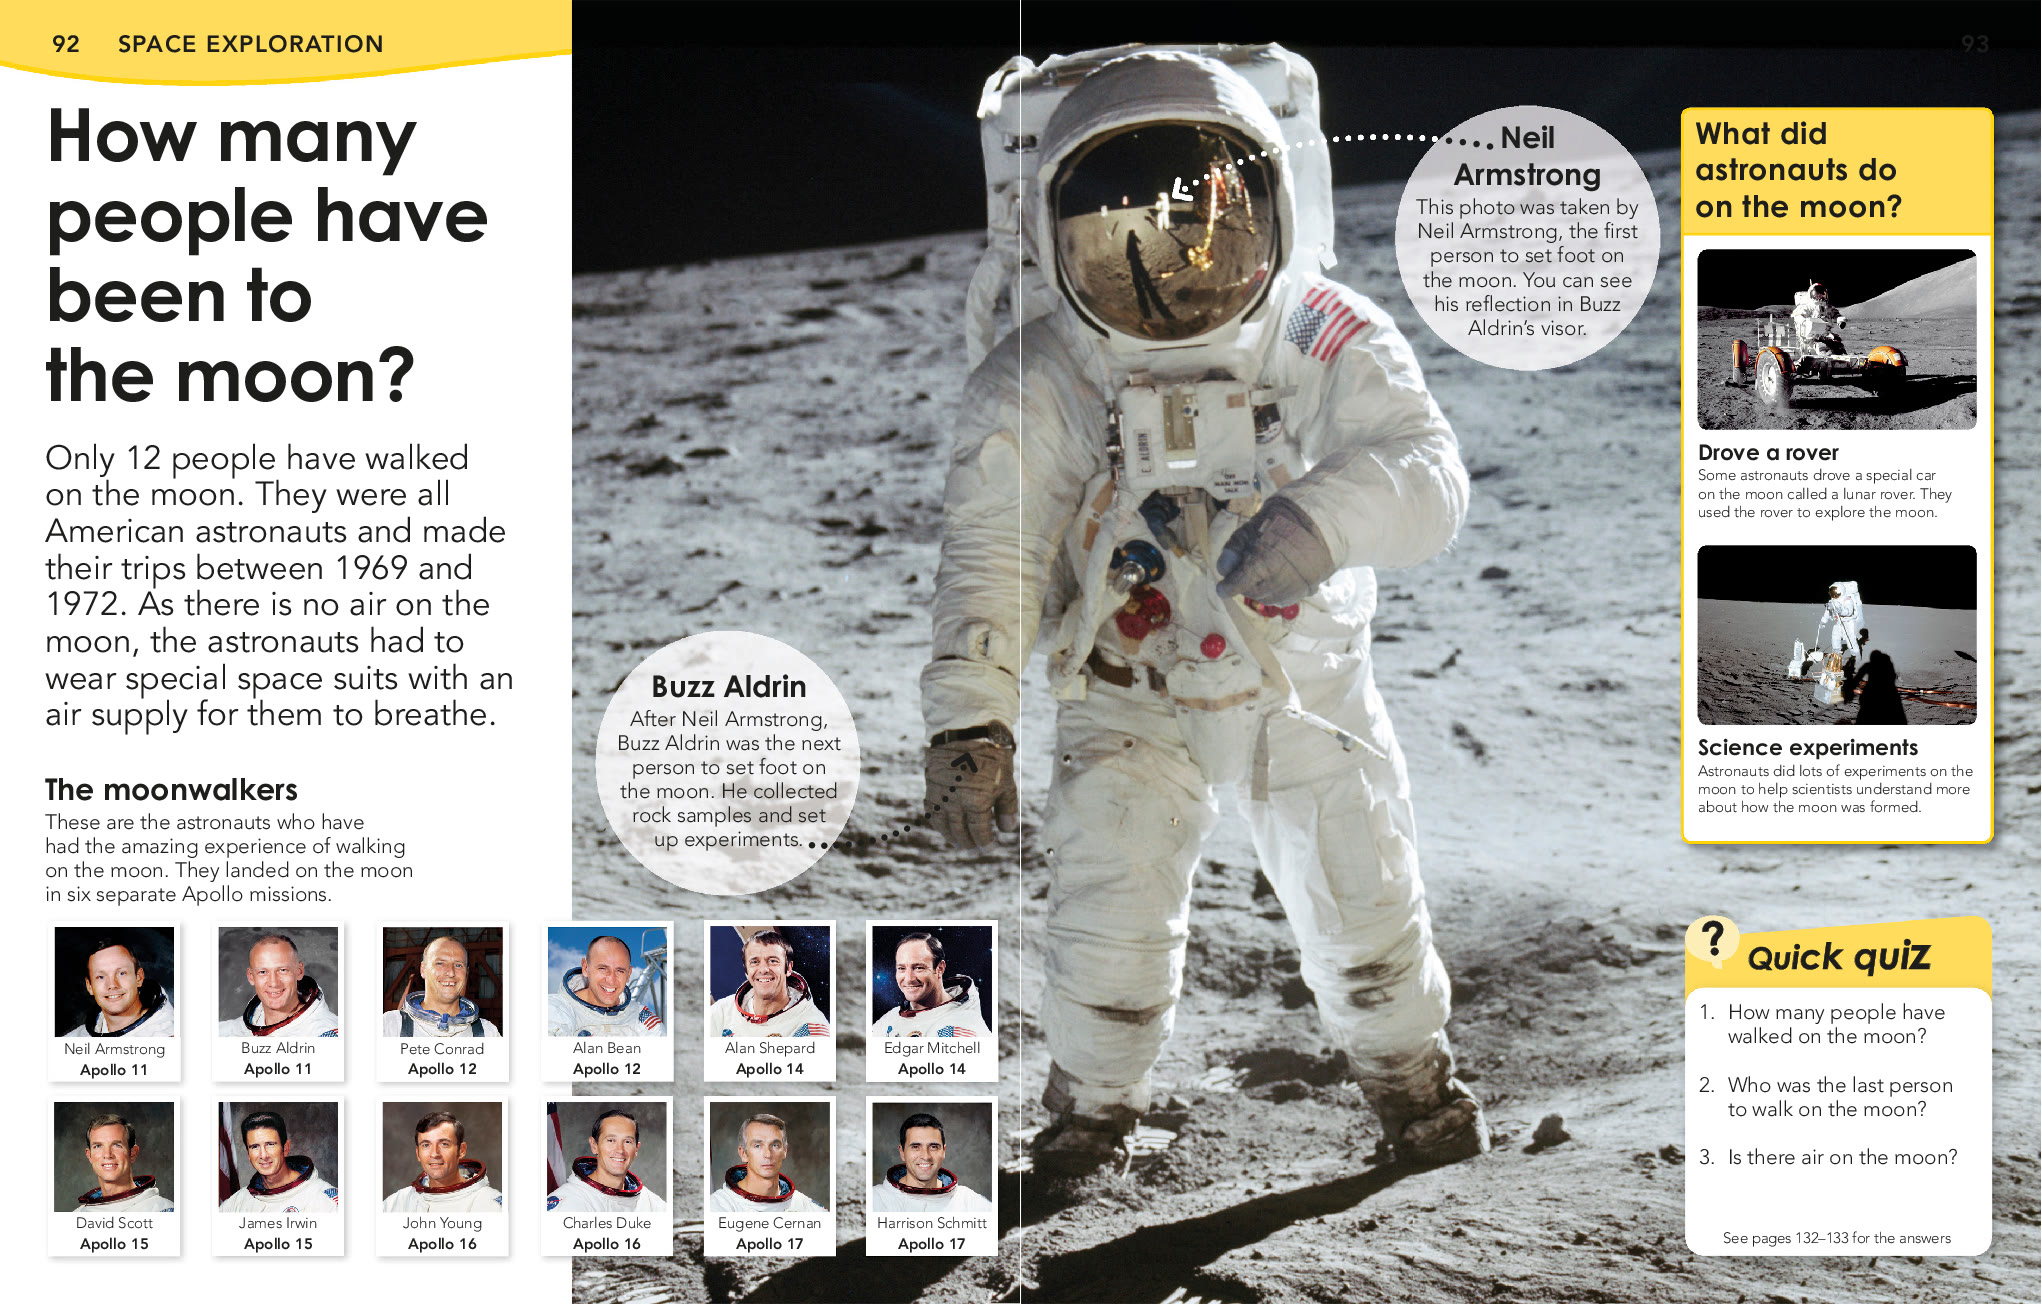 92 SPACE EXPLORATION
How many
people have
been to
the moon?
Only 12 people have walked
on the moon. They were all
American astronauts and made
their trips between 1969 and
1972. As there is no air on the
moon, the astronauts had to
wear special space suits with an
air supply for them to breathe.
The moonwalkers
These are the astronauts who have
had the amazing experience of walking
on the moon. They landed on the moon
in six separate Apollo missions.
Neil Armstrong
Apollo 11
Buzz Aldrin
Apollo 11
Pete Conrad
Apollo 12
Alan Bean
Apollo 12
Alan Shepard
Apollo 14
Edgar Mitchell
Apollo 14
David Scott
Apollo 15
James Irwin
Apollo 15
John Young
Apollo 16
Charles Duke
Apollo 16
Eugene Cernan
Apollo 17
Harrison Schmitt
Apollo 17
Buzz Aldrin
After Neil Armstrong,
Buzz Aldrin was the next
person to set foot on
the moon. He collected
rock samples and set
up experiments.
E. ALDRIN
93
Neil
Armstrong
This photo was taken by
Neil Armstrong, the first
person to set foot on
the moon. You can see
his reflection in Buzz
Aldrin's visor.
What did
astronauts do
on the moon?
Drove a rover
Some astronauts drove a special car
on the moon called a lunar rover. They
used the rover to explore the moon.
Science experiments
Astronauts did lots of experiments on the
moon to help scientists understand more
about how the moon was formed.
?
Quick quiz
1. How many people have
walked on the moon?
2. Who was the last person
to walk on the moon?
3. Is there air on the moon?
See pages 132–133 for the answers